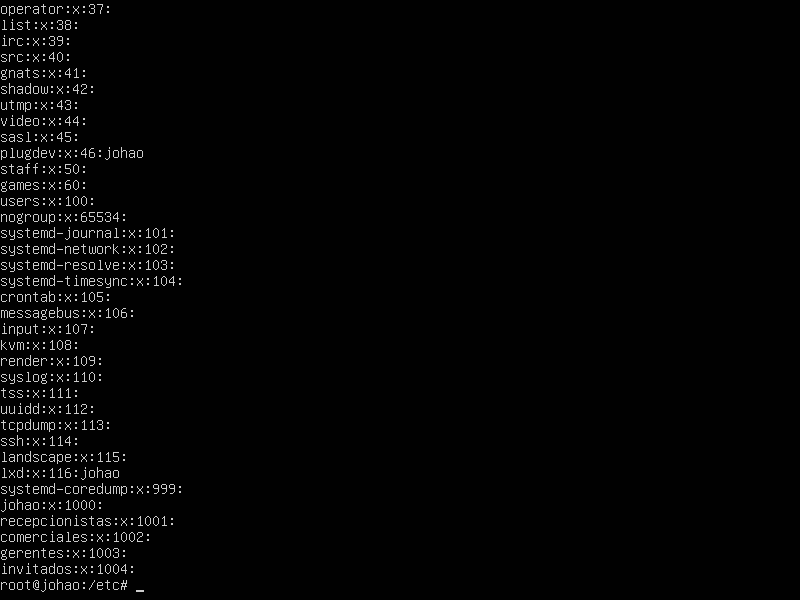 operator:x:37:
list:x:38:
irc:x:39:
src:x:40:
gnats:x:41:
shadow:x:42:
utmp:x:43:
video:x:44:
sasl:x:45:
plugdev:x:46:johao
staff:x:50:
games:x:60:
users:x:100:
nogroup:x:65534:
systemd-journal:x:101:
systemd-network:x:102:
systemd-resolve:x:103:
systemd-timesync:x:104:
crontab:x:105:
messagebus:x:106:
input:x:107:
kvm:x:108:
render:x:109:
syslog:x:110:
tss:x:111:
uuidd:x:112:
tcpdump:x:113:
ssh:x:114:
landscape:x:115:
lxd:x:116:johao
systemd-coredump:x:999:
johao:x:1000:
recepcionistas:x:1001:
comerciales:x:1002:
gerentes:x:1003:
invitados:x:1004:
root@johao:/etc# _